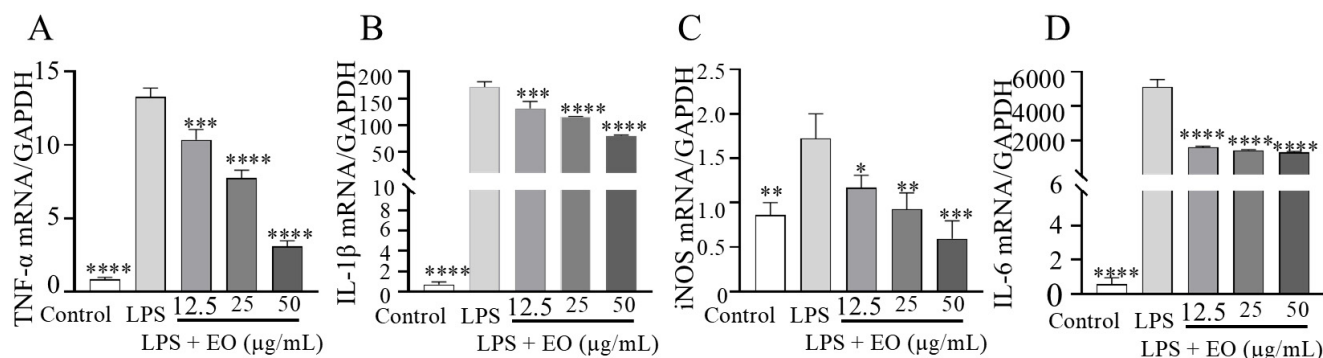 A
TNF-α mRNA/GAPDH
15
10
5
0
****
***
****
****
Control LPS 12.5 25 50
LPS + EO (µg/mL)
B
IL-1β mRNA/GAPDH
200
150
100
50
10
8
6
4
2
0
****
***
****
****
Control LPS 12.5 25 50
LPS + EO (µg/mL)
C
iNOS mRNA/GAPDH
2.5
2.0
1.5
1.0
0.5
**
*
**
***
Control LPS 12.5 25 50
LPS + EO (µg/mL)
D
IL-6 mRNA/GAPDH
6000
4000
2000
6
4
2
0
****
****
****
****
Control LPS 12.5 25 50
LPS + EO (µg/mL)